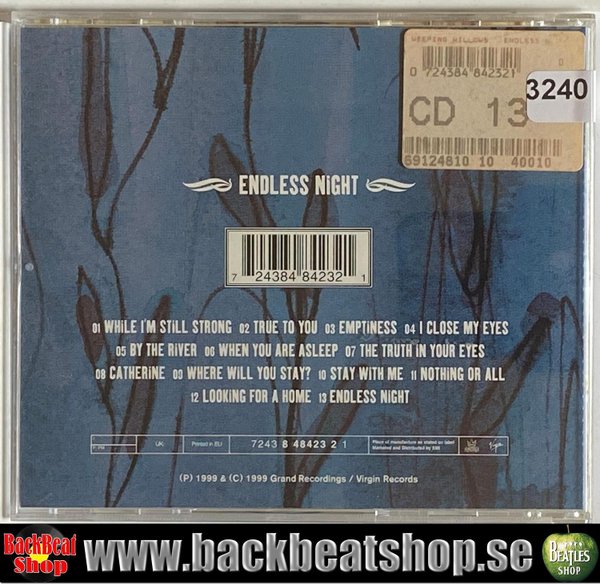 WEEPING WILLOWS ENDLESS
0 724384 84232
CD 13
69124810 10 40010
3240
ENDLESS NiGHT
7 24384 84232 1
01 WHiLE I'M STiLL STRONG 02 TRUE TO YOU 03 EMPTiNESS 04 I CLOSE MY EYES
05 BY THE RiVER 06 WHEN YOU ARE ASLEEP 07 THE TRUTH iN YOUR EYES
08 CATHERiNE 09 WHERE WiLL YOU STAY? 10 STAY WiTH ME 11 NOTHiNG OR ALL
12 LOOKiNG FOR A HOME 13 ENDLESS NiGHT
UK: Printed in EU 7243 8 48423 2 1 Place of manufacture as stated on label
Marketed and Distributed by EMI
(P) 1999 & (C) 1999 Grand Recordings / Virgin Records
BackBeat Shop www.backbeatshop.se BEATLES SHOP